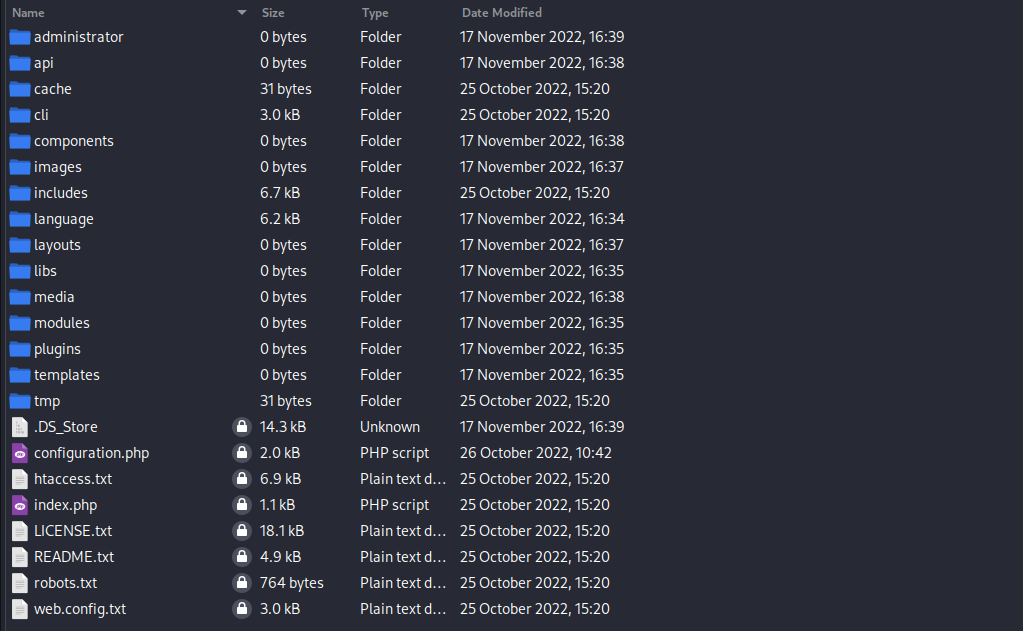 Name Size Type Date Modified
administrator 0 bytes Folder 17 November 2022, 16:39
api 0 bytes Folder 17 November 2022, 16:38
cache 31 bytes Folder 25 October 2022, 15:20
cli 3.0 kB Folder 25 October 2022, 15:20
components 0 bytes Folder 17 November 2022, 16:38
images 0 bytes Folder 17 November 2022, 16:37
includes 6.7 kB Folder 25 October 2022, 15:20
language 6.2 kB Folder 17 November 2022, 16:34
layouts 0 bytes Folder 17 November 2022, 16:37
libs 0 bytes Folder 17 November 2022, 16:35
media 0 bytes Folder 17 November 2022, 16:38
modules 0 bytes Folder 17 November 2022, 16:35
plugins 0 bytes Folder 17 November 2022, 16:35
templates 0 bytes Folder 17 November 2022, 16:35
tmp 31 bytes Folder 25 October 2022, 15:20
.DS_Store 14.3 kB Unknown 17 November 2022, 16:39
configuration.php 2.0 kB PHP script 26 October 2022, 10:42
htaccess.txt 6.9 kB Plain text d... 25 October 2022, 15:20
index.php 1.1 kB PHP script 25 October 2022, 15:20
LICENSE.txt 18.1 kB Plain text d... 25 October 2022, 15:20
README.txt 4.9 kB Plain text d... 25 October 2022, 15:20
robots.txt 764 bytes Plain text d... 25 October 2022, 15:20
web.config.txt 3.0 kB Plain text d... 25 October 2022, 15:20